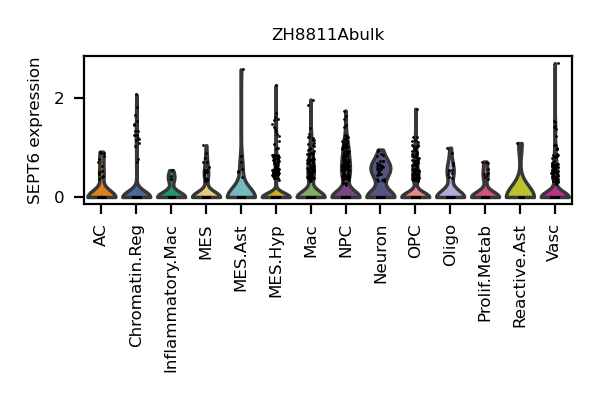 ZH8811Abulk
SEPT6 expression
2
0
AC
Chromatin.Reg
Inflammatory.Mac
MES
MES.Ast
MES.Hyp
Mac
NPC
Neuron
OPC
Oligo
Prolif.Metab
Reactive.Ast
Vasc